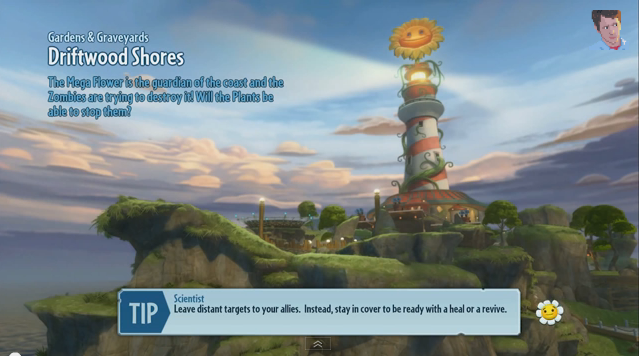 Gardens & Graveyards
Driftwood Shores
The Mega Flower is the guardian of the coast and the
Zombies are trying to destroy it! Will the Plants be
able to stop them?
TIP
Scientist
Leave distant targets to your allies. Instead, stay in cover to be ready with a heal or a revive.